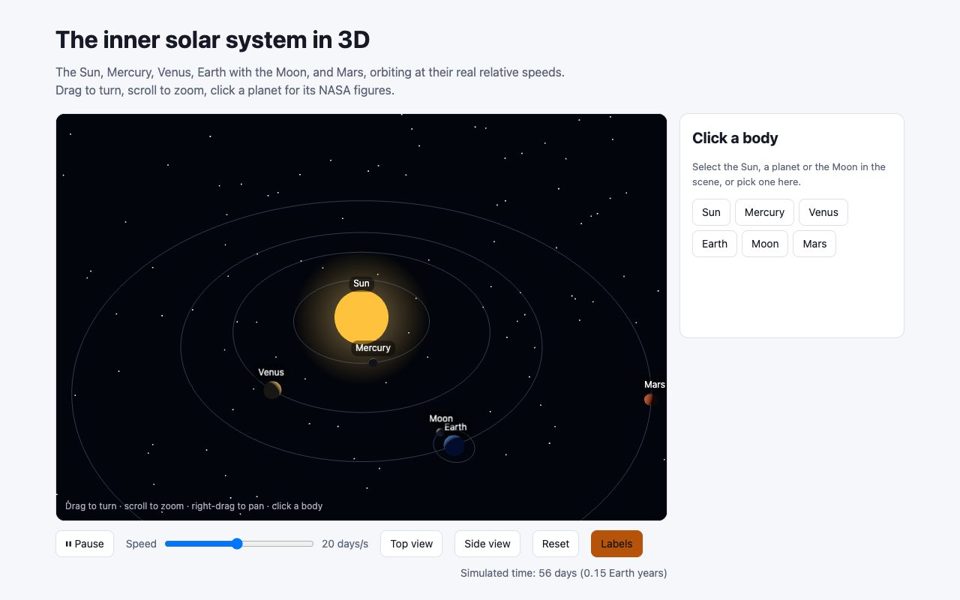 The inner solar system in 3D
The Sun, Mercury, Venus, Earth with the Moon, and Mars, orbiting at their real relative speeds.
Drag to turn, scroll to zoom, click a planet for its NASA figures.
Sun
Mercury
Venus
Mars
Moon
Earth
Drag to turn · scroll to zoom · right-drag to pan · click a body
Click a body
Select the Sun, a planet or the Moon in the
scene, or pick one here.
Sun Mercury Venus
Earth Moon Mars
Pause Speed 20 days/s Top view Side view Reset Labels
Simulated time: 56 days (0.15 Earth years)